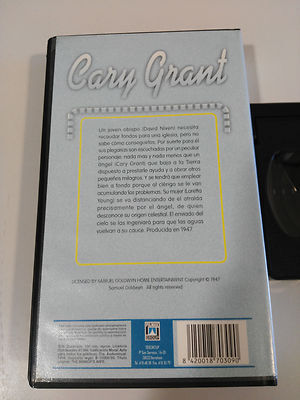 Cary Grant
Un joven obispo (David Niven) necesita
recaudar fondos para una iglesia, pero no
sabe cómo conseguirlos. Por suerte para él
sus plegarias son escuchadas por un peculiar
personaje: nada mas y nada menos que un
ángel (Cary Grant) que baja a la Tierra
dispuesto a prestarle ayuda y a obrar otros
pequeños milagros. Y se tendrá que emplear
bien a fondo porque al clérigo se le van
acumulando los problemas. Su mujer (Loretta
Young) se va distanciando de él atraída
precisamente por el ángel, de quien
desconoce su origen celestial. El enviado del
cielo se las ingeniará para que las aguas
vuelvan a su cauce. Producida en 1947.
LICENSED BY SAMUEL GOLDWYN HOME ENTERTAINMENT Copyright © 1947
Samuel Goldwyn. All rights reserved
8 420018 703090